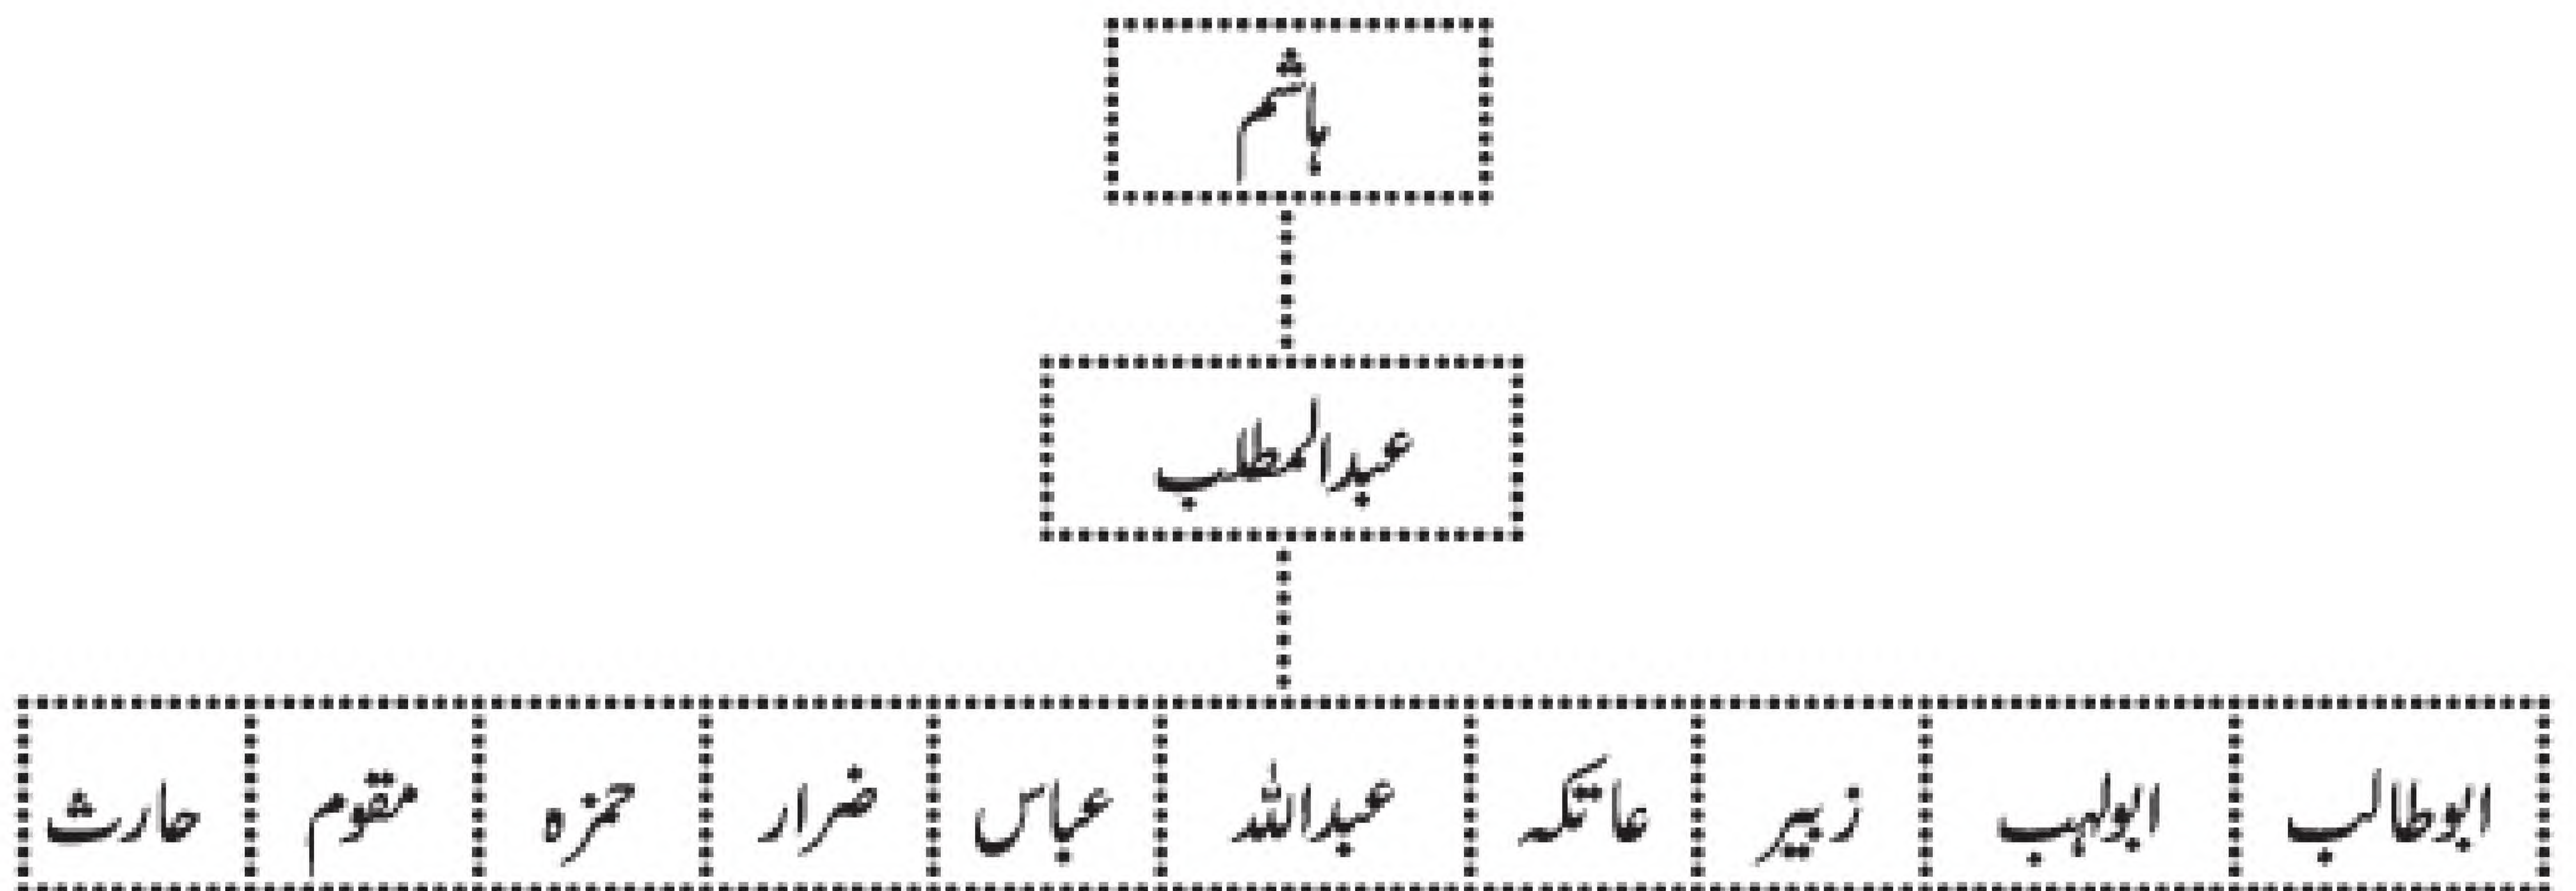 ہاشم
عبدالمطلب
ابوطالب ابولہب زبیر عاتکہ عبداللہ عباس ضرار حمزہ مقوم حارث